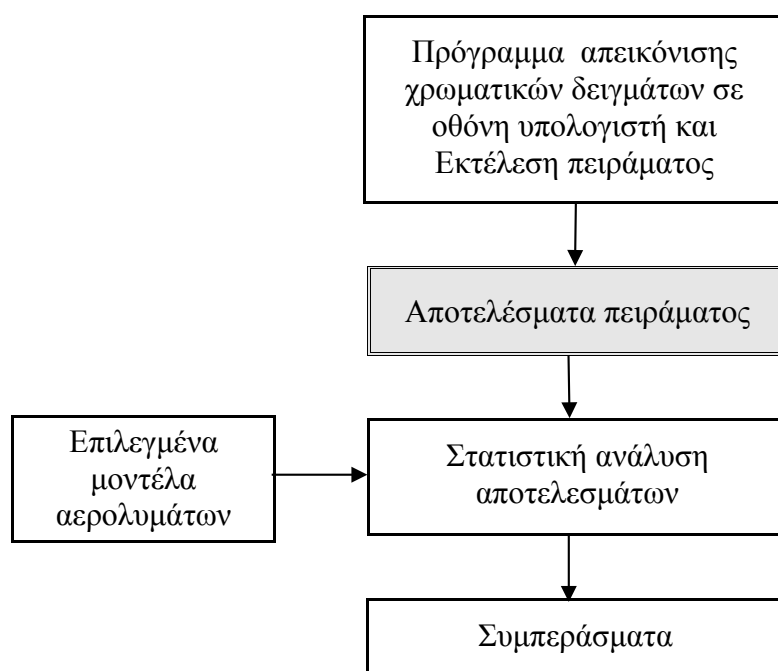 Πρόγραμμα απεικόνισης
χρωματικών δειγμάτων σε
οθόνη υπολογιστή και
Εκτέλεση πειράματος
Αποτελέσματα πειράματος
Επιλεγμένα
μοντέλα
αερολυμάτων
Στατιστική ανάλυση
αποτελεσμάτων
Συμπεράσματα